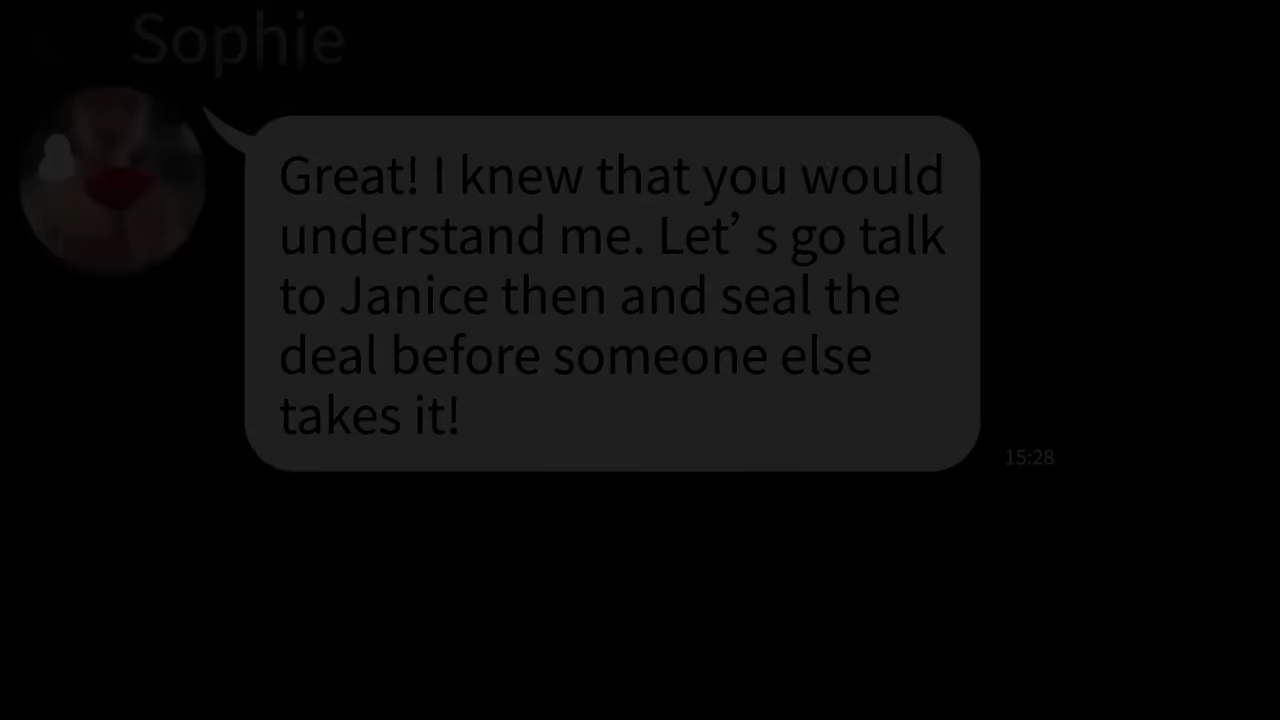 Sophie
Great! I knew that you would
understand me. Let’s go talk
to Janice then and seal the
deal before someone else
takes it!
15:28